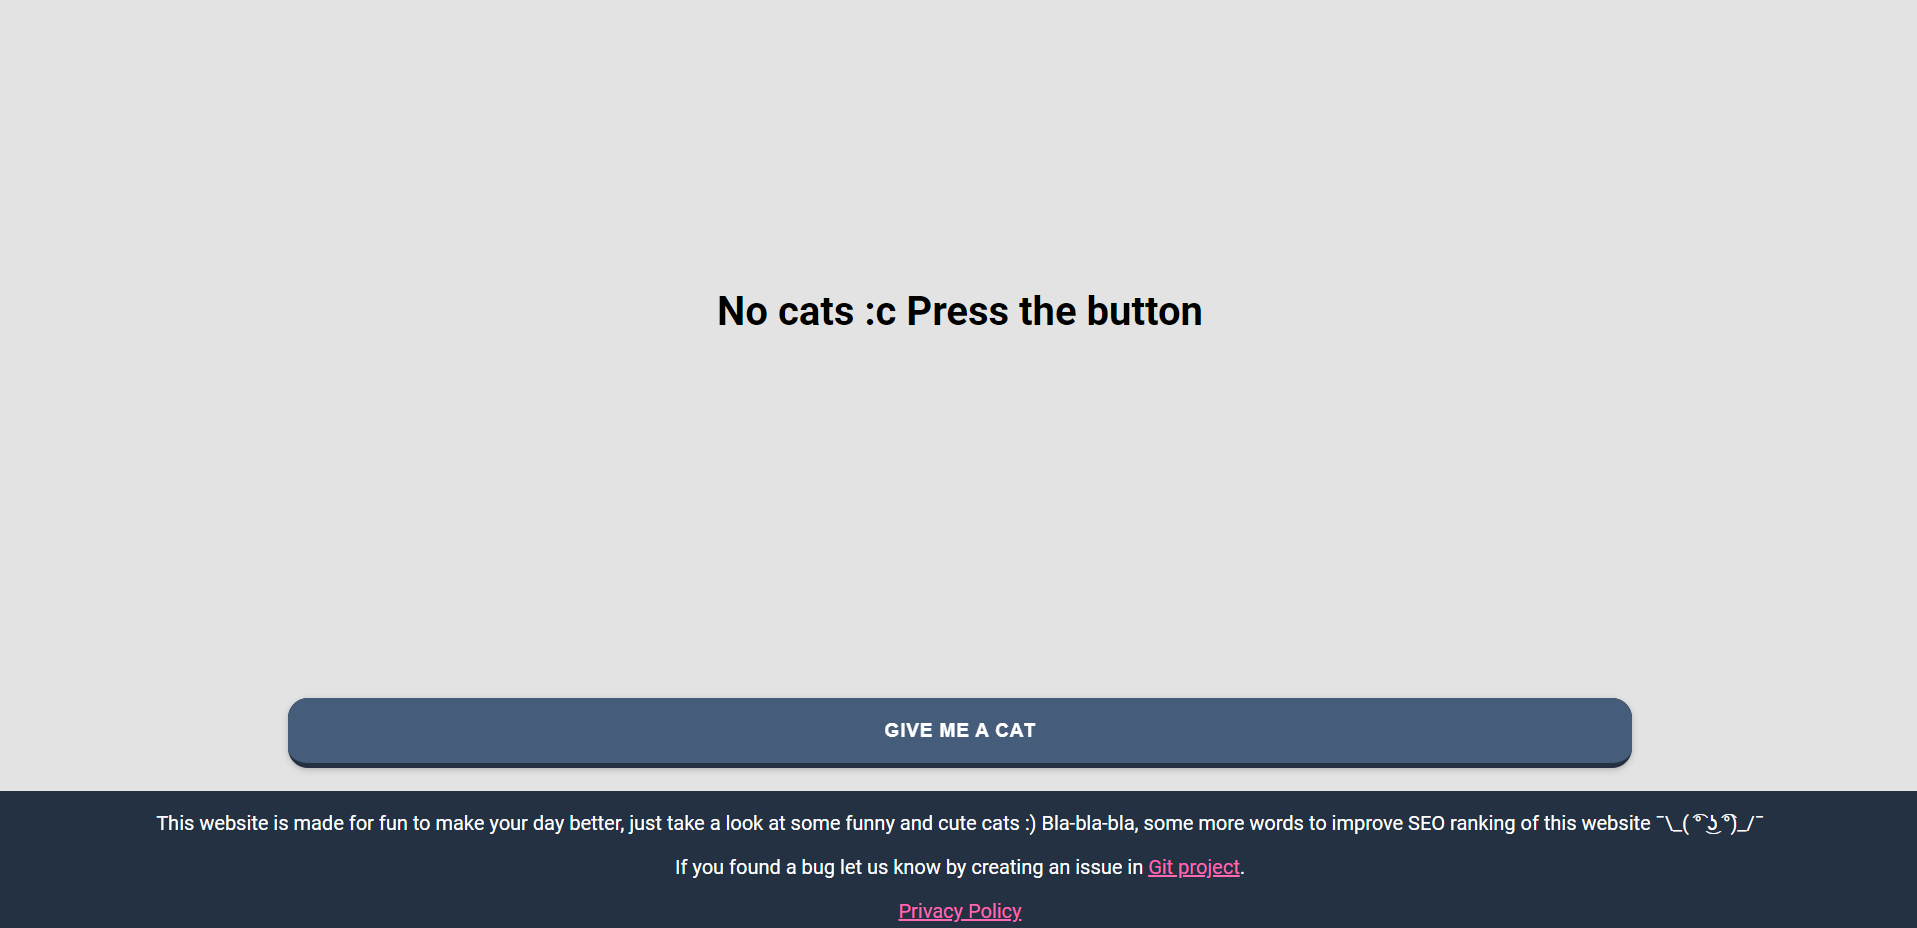 No cats :c Press the button
GIVE ME A CAT
This website is made for fun to make your day better, just take a look at some funny and cute cats :) Bla-bla-bla, some more words to improve SEO ranking of this website ¯\_( ͡° ͜ʖ ͡°)_/¯
If you found a bug let us know by creating an issue in Git project.
Privacy Policy